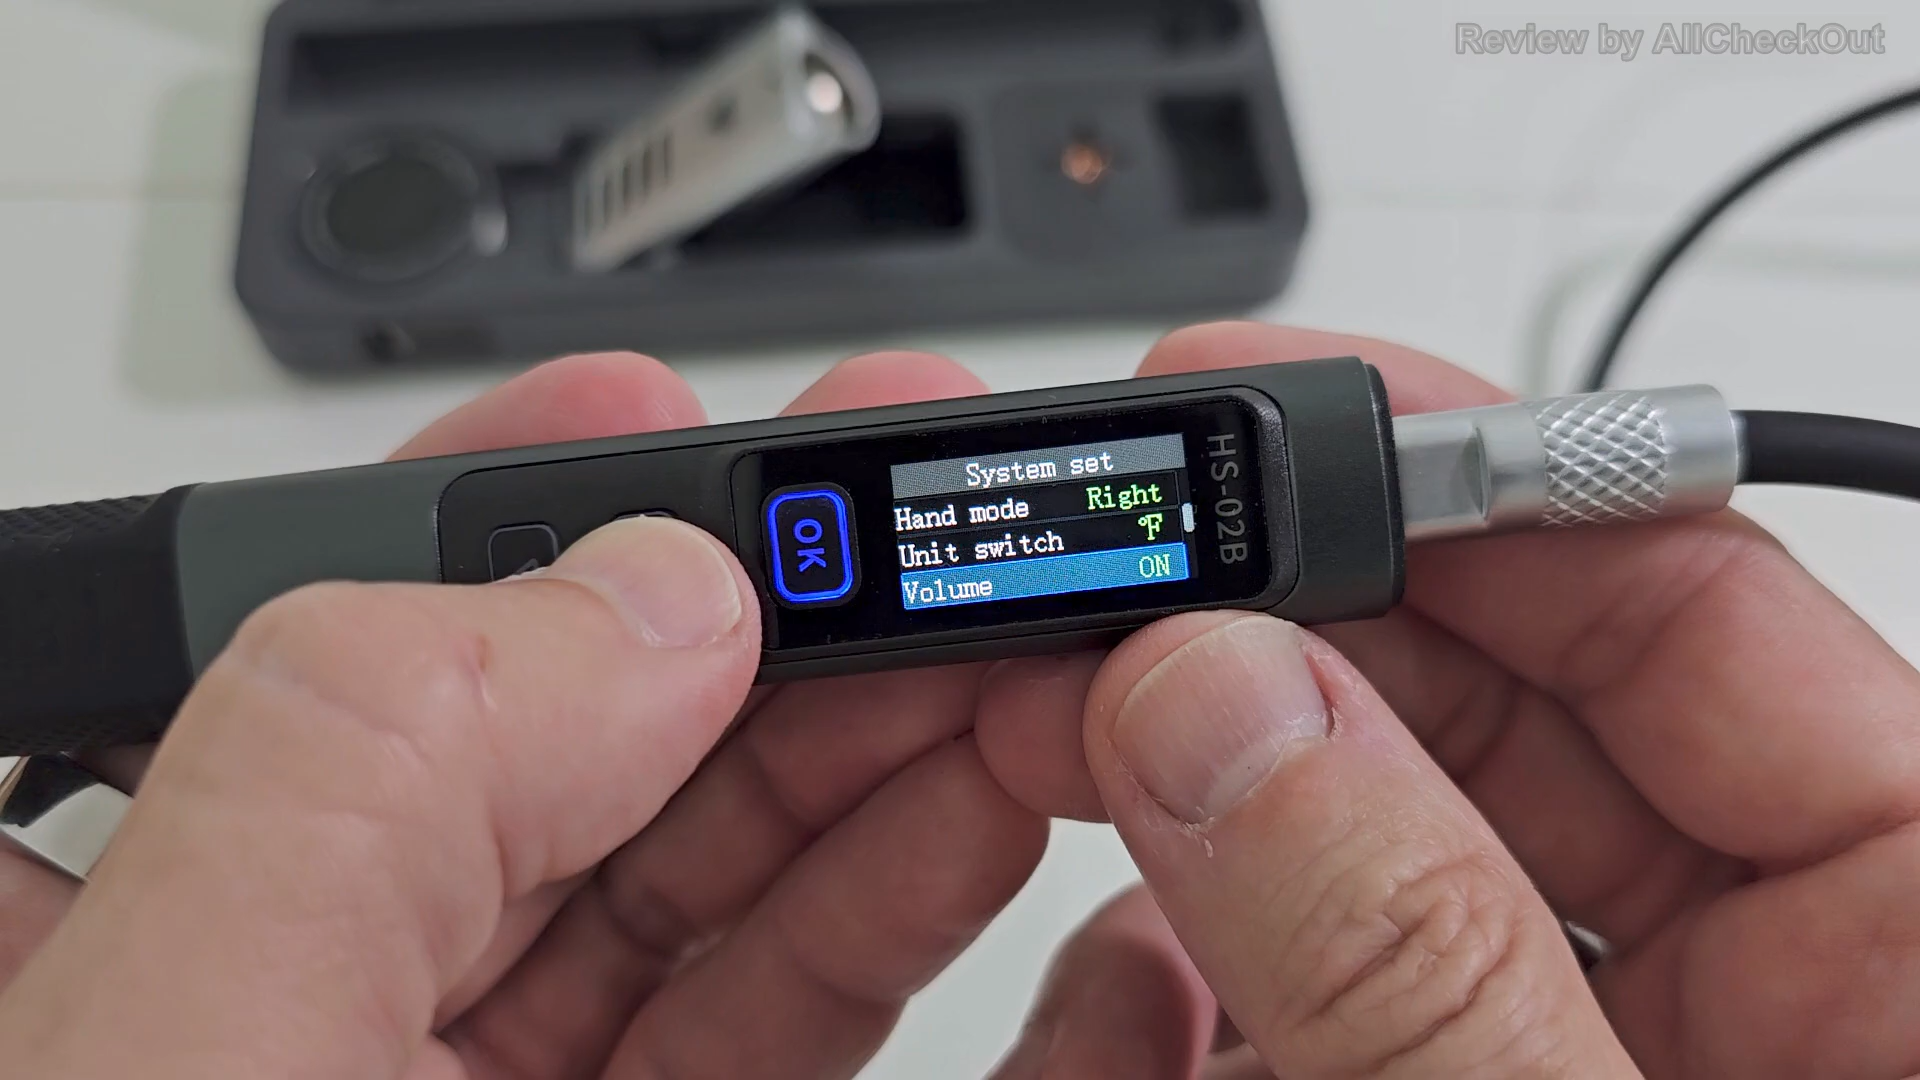 Review by AllCheckOut
System set
Hand mode Right
Unit switch °F
Volume ON
OK
HS-02B